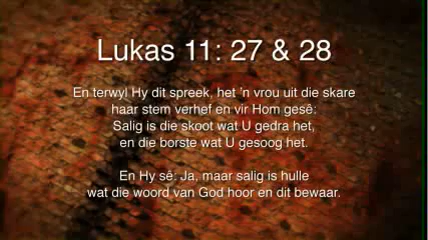 Lukas 11: 27 & 28
En terwyl Hy dit spreek, het 'n vrou uit die skare
haar stem verhef en vir Hom gesê:
Salig is die skoot wat U gedra het,
en die borste wat U gesoog het.
En Hy sê: Ja, maar salig is hulle
wat die woord van God hoor en dit bewaar.